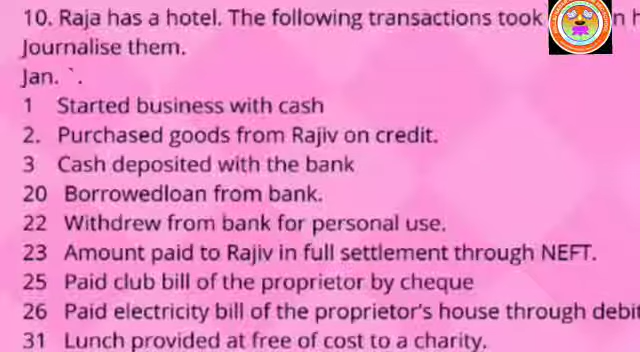 10. Raja has a hotel. The following transactions took
Journalise them.
Jan. `.
1 Started business with cash
2. Purchased goods from Rajiv on credit.
3 Cash deposited with the bank
20 Borrowedloan from bank.
22 Withdrew from bank for personal use.
23 Amount paid to Rajiv in full settlement through NEFT.
25 Paid club bill of the proprietor by cheque
26 Paid electricity bill of the proprietor's house through debit
31 Lunch provided at free of cost to a charity.